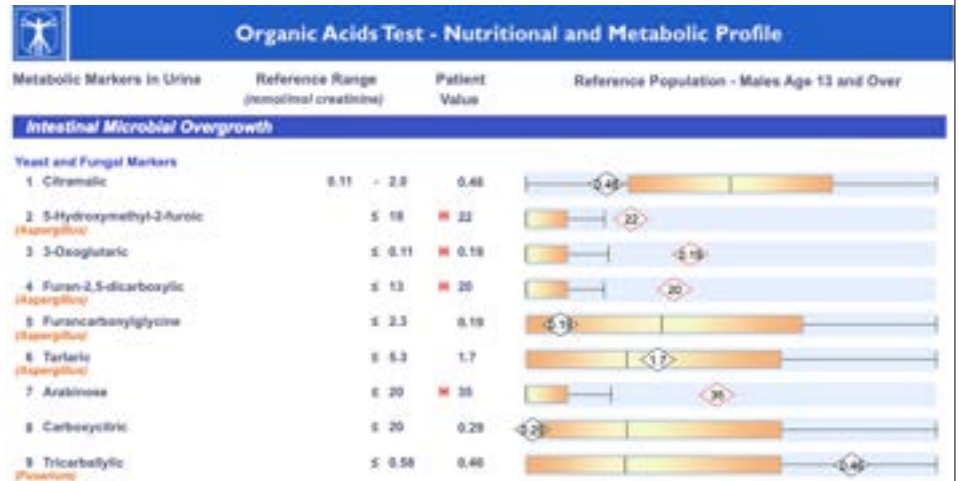 Organic Acids Test - Nutritional and Metabolic Profile
Metabolic Markers in Urine Reference Range Patient Reference Population - Males Age 13 and Over
(mmol/mol creatinine) Value
Intestinal Microbial Overgrowth
Yeast and Fungal Markers
1 Citramalic 0.11 - 2.0 0.48 0.48
2 5-Hydroxymethyl-2-furoic ≤ 18 H 22 22
(Aspergillus)
3 3-Oxoglutaric ≤ 0.11 H 0.19 0.19
4 Furan-2,5-dicarboxylic ≤ 13 H 20 20
(Aspergillus)
5 Furancarbonylglycine ≤ 2.3 0.19 0.19
(Aspergillus)
6 Tartaric ≤ 5.3 1.7 1.7
(Aspergillus)
7 Arabinose ≤ 20 H 35 35
8 Carboxycitric ≤ 20 0.29 0.29
9 Tricarballylic ≤ 0.58 0.46 0.46
(Fusarium)